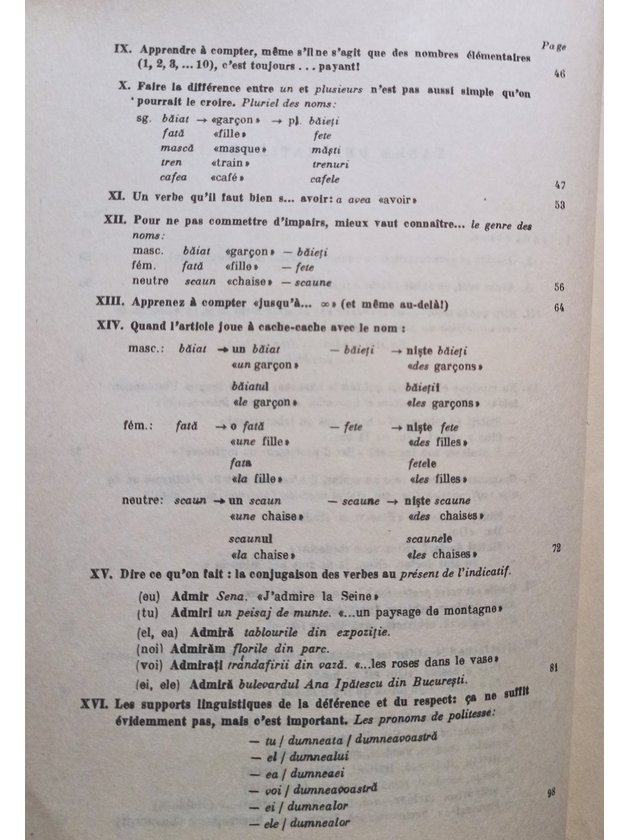 Page
IX. Apprendre à compter, même s'il ne s'agit que des nombres élémentaires
(1, 2, 3, ... 10), c'est toujours ... payant! 46
X. Faire la différence entre un et plusieurs n'est pas aussi simple qu'on
pourrait le croire. Pluriel des noms:
sg. băiat → «garçon» → pl. băieți
fată «fille» fete
mască «masque» măști
tren «train» trenuri
cafea «café» cafele 47
XI. Un verbe qu'il faut bien s... avoir: a avea «avoir» 53
XII. Pour ne pas commettre d'impairs, mieux vaut connaître... le genre des
noms:
masc. băiat «garçon» — băieți
fém. fată «fille» — fete
neutre scaun «chaise» — scaune 56
XIII. Apprenez à compter «jusqu'à... ∞» (et même au-delà!) 64
XIV. Quand l'article joue à cache-cache avec le nom :
masc.: băiat → un băiat — băieți → niște băieți
«un garçon» «des garçons»
băiatul băieții
«le garçon» «les garçons»
fém.: fată → o fată — fete → niște fete
«une fille» «des filles»
fata fetele
«la fille» «les filles»
neutre: scaun → un scaun — scaune → niște scaune
«une chaise» «des chaises»
scaunul scaunele
«la chaise» «les chaises» 72
XV. Dire ce qu'on fait : la conjugaison des verbes au présent de l'indicatif.
(eu) Admir Sena. «J'admire la Seine»
(tu) Admiri un peisaj de munte. «...un paysage de montagne»
(el, ea) Admiră tablourile din expoziție.
(noi) Admirăm florile din parc.
(voi) Admirați trandafirii din vază. «...les roses dans le vase»
(ei, ele) Admiră bulevardul Ana Ipătescu din București. 81
XVI. Les supports linguistiques de la déférence et du respect: ça ne suffit
évidemment pas, mais c'est important. Les pronoms de politesse:
— tu / dumneata / dumneavoastră
— el / dumnealui
— ea / dumneaei
— voi / dumneavoastră
— ei / dumnealor 98
— ele / dumnealor